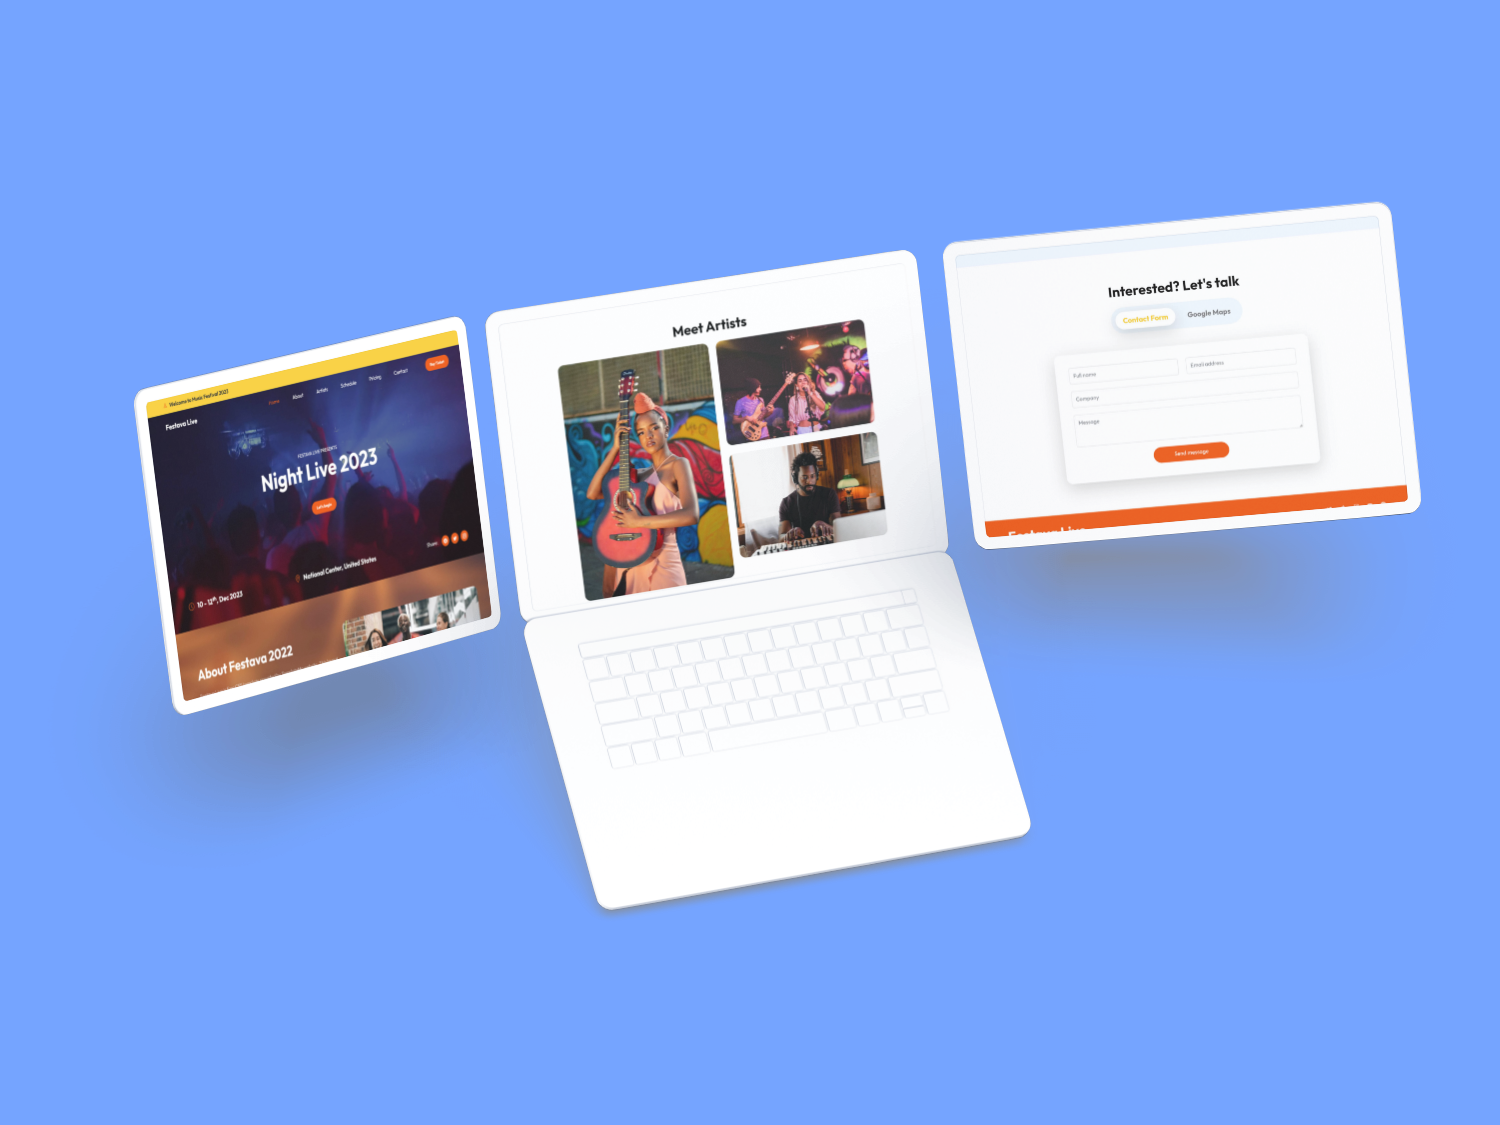 Welcome to Music Festival 2023
Festava Live
Home
About
Artists
Schedule
Pricing
Contact
Buy Ticket
FESTAVA LIVE PRESENTS
Night Live 2023
Let's begin
Share:
10 - 12th, Dec 2023
National Center, United States
About Festava 2022
Meet Artists
Interested? Let's talk
Contact Form
Google Maps
Full name
Email address
Company
Message
Send message
Festava Live